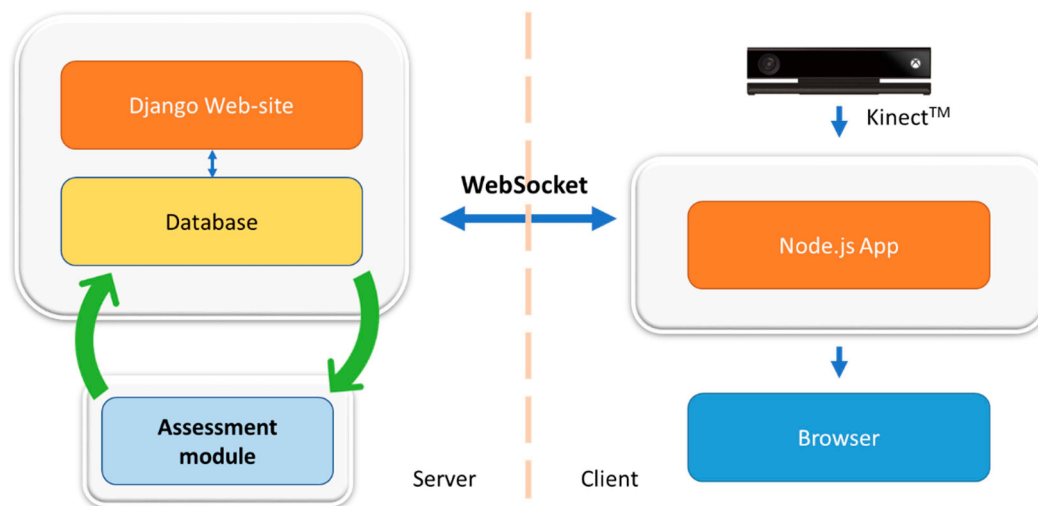 Django Web-site
Database
Assessment
module
Server
WebSocket
Client
Kinect™
Node.js App
Browser